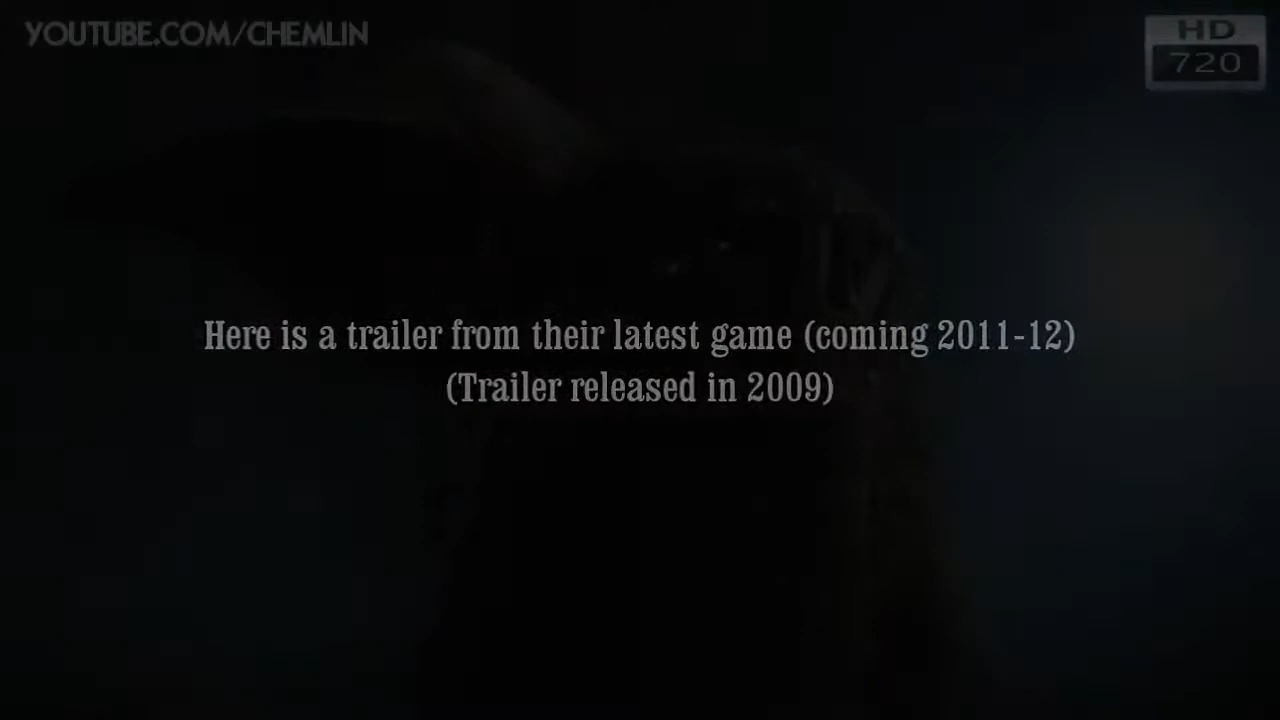 YOUTUBE.COM/CHEMLIN
HD
720
Here is a trailer from their latest game (coming 2011-12)
(Trailer released in 2009)